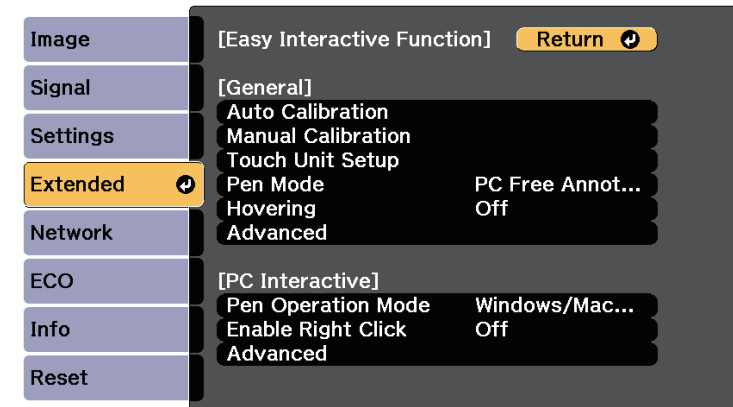 Image
Signal
Settings
Extended
Network
ECO
Info
Reset
[Easy Interactive Function] Return
[General]
Auto Calibration
Manual Calibration
Touch Unit Setup
Pen Mode PC Free Annot...
Hovering Off
Advanced
[PC Interactive]
Pen Operation Mode Windows/Mac...
Enable Right Click Off
Advanced